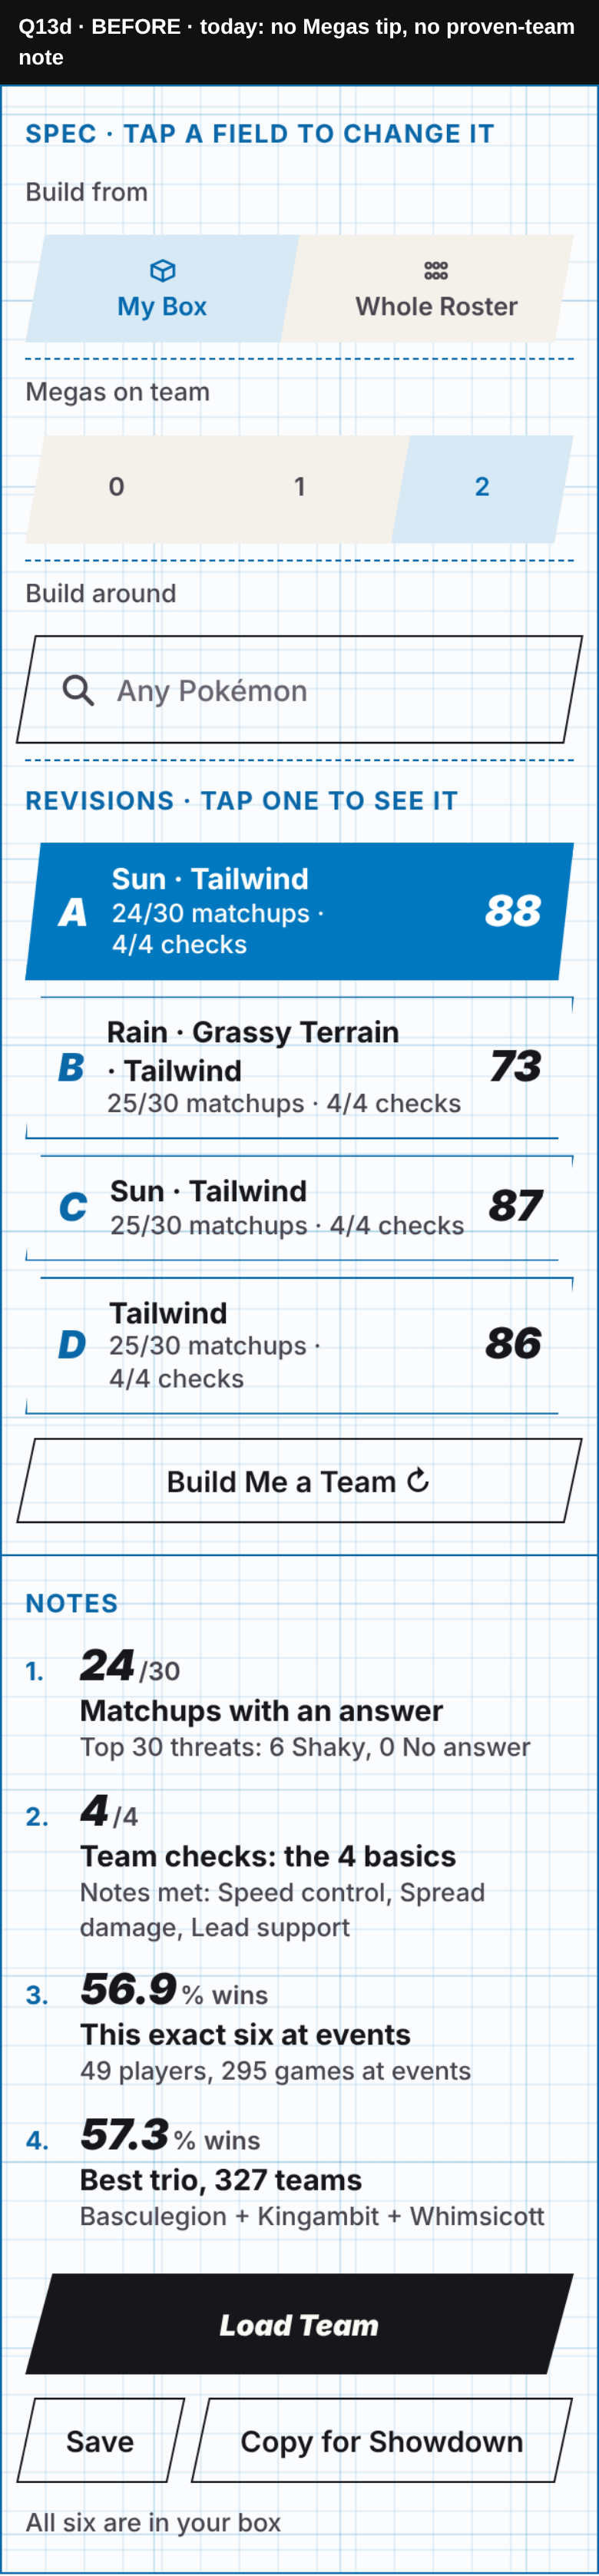 Q13d · BEFORE · today: no Megas tip, no proven-team
note
SPEC · TAP A FIELD TO CHANGE IT
Build from
My Box
Whole Roster
Megas on team
0 1 2
Build around
Any Pokémon
REVISIONS · TAP ONE TO SEE IT
A
Sun · Tailwind
24/30 matchups ·
4/4 checks
88
B
Rain · Grassy Terrain
· Tailwind
25/30 matchups · 4/4 checks
73
C
Sun · Tailwind
25/30 matchups · 4/4 checks
87
D
Tailwind
25/30 matchups ·
4/4 checks
86
Build Me a Team ↻
NOTES
1. 24/30
Matchups with an answer
Top 30 threats: 6 Shaky, 0 No answer
2. 4/4
Team checks: the 4 basics
Notes met: Speed control, Spread
damage, Lead support
3. 56.9% wins
This exact six at events
49 players, 295 games at events
4. 57.3% wins
Best trio, 327 teams
Basculegion + Kingambit + Whimsicott
Load Team
Save
Copy for Showdown
All six are in your box